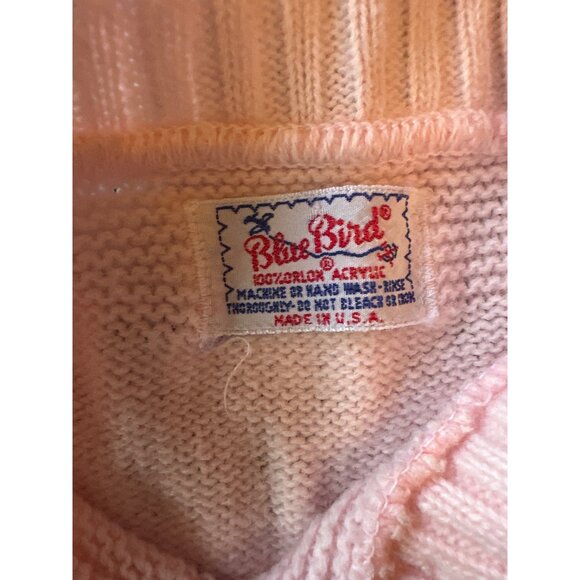 Blue Bird®
100% ORLON® ACRYLIC
MACHINE OR HAND WASH-RINSE
THOROUGHLY-DO NOT BLEACH OR IRON
MADE IN U.S.A.